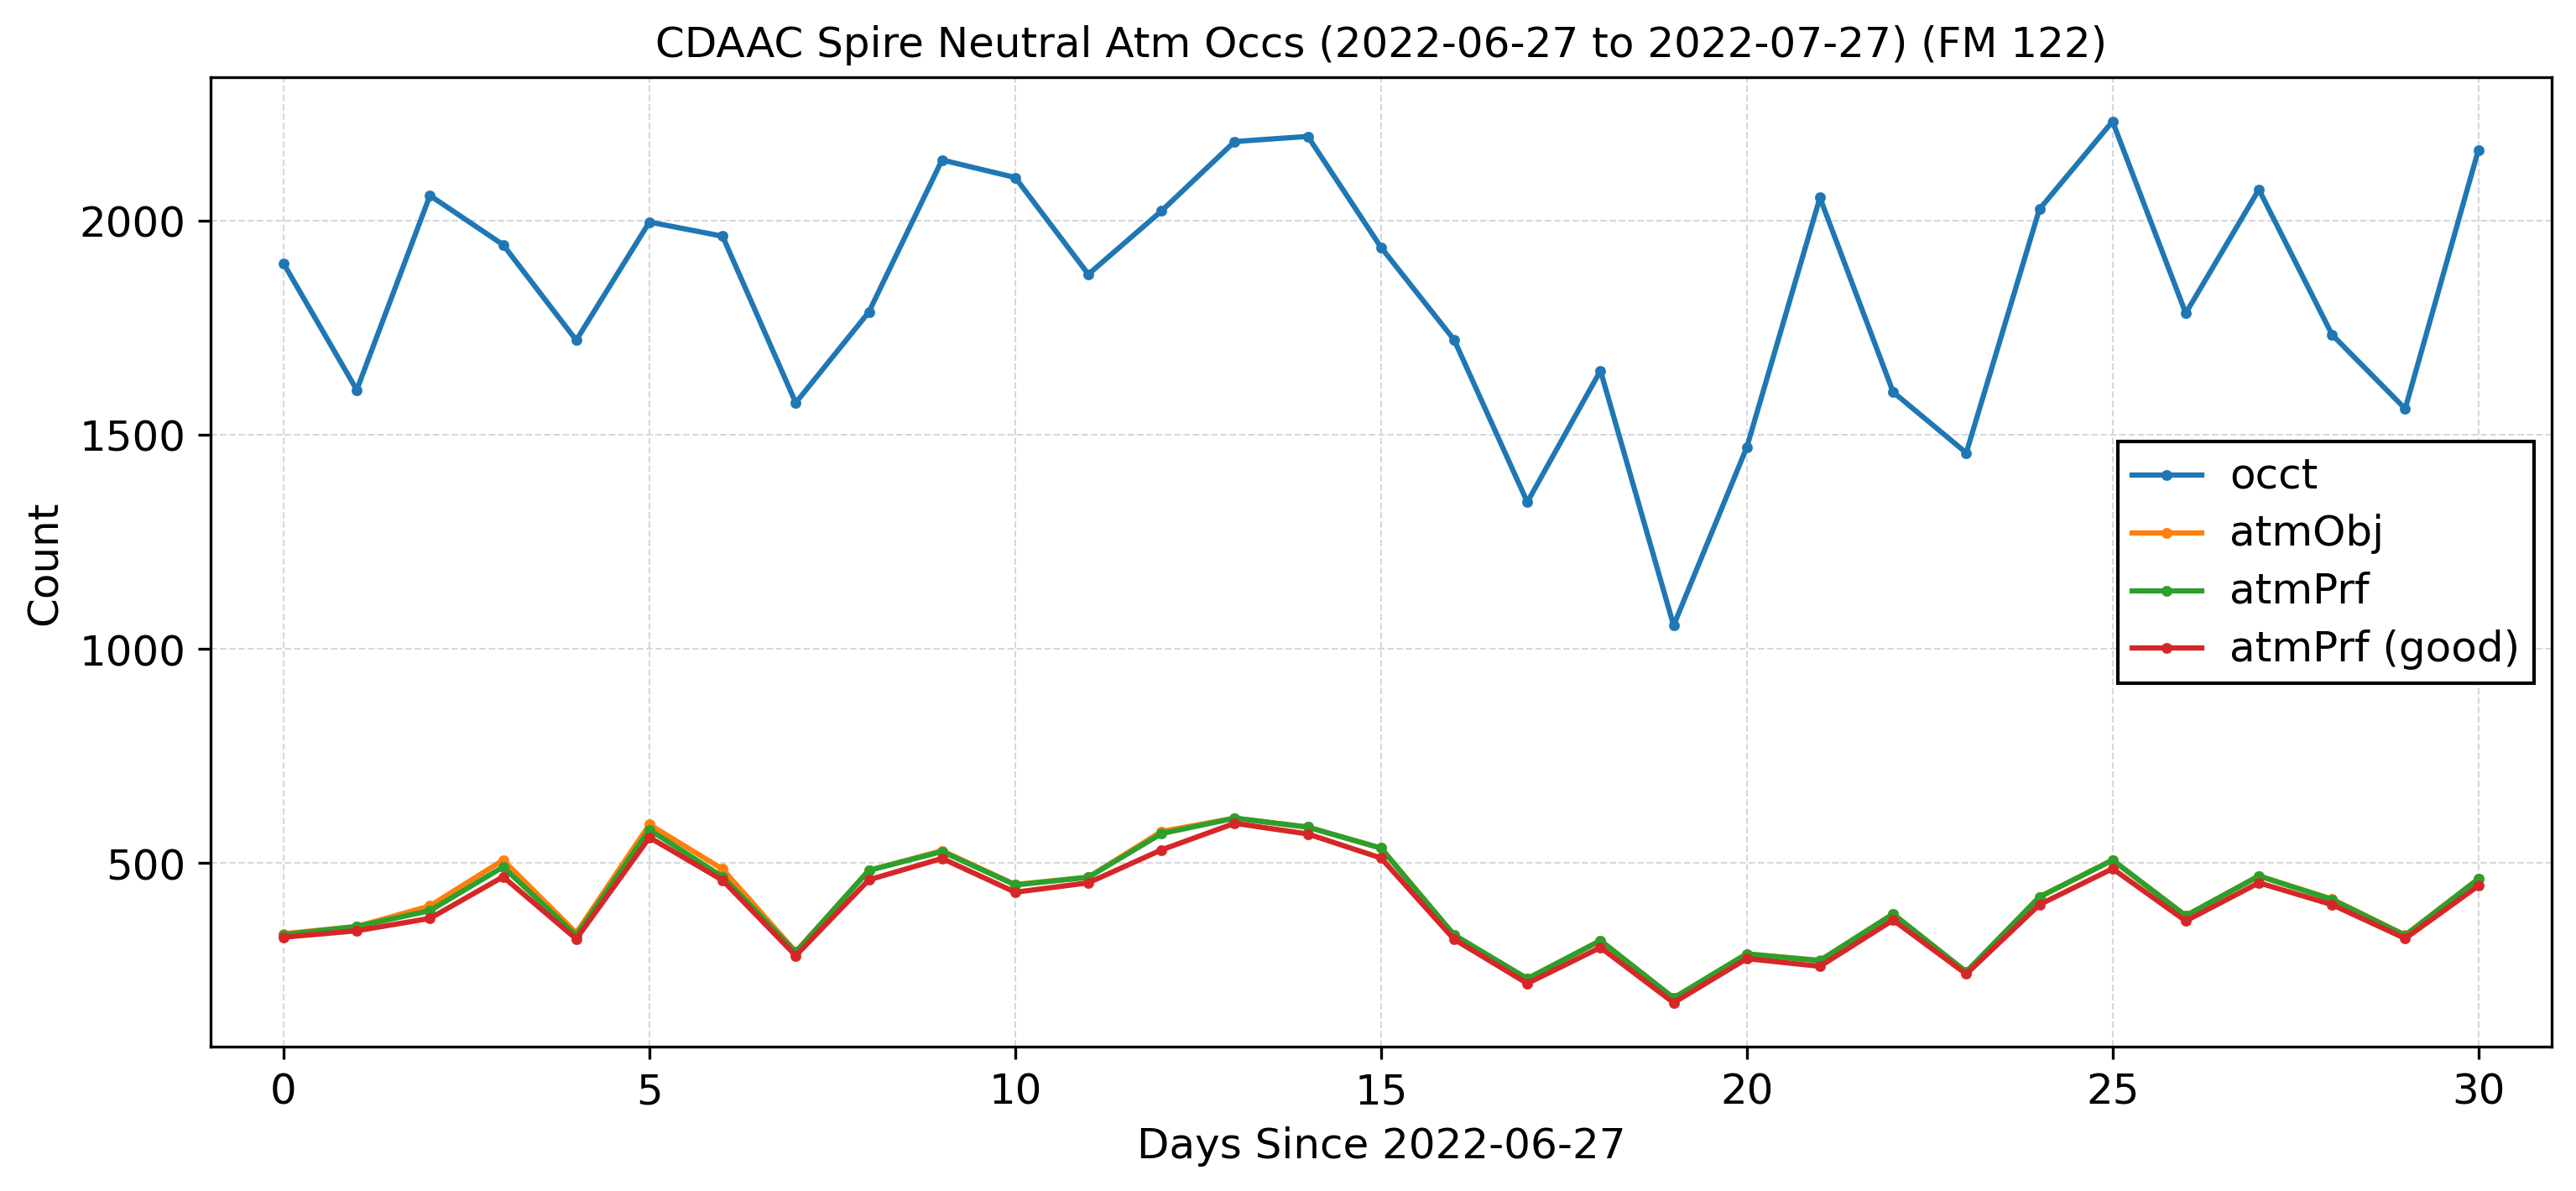 CDAAC Spire Neutral Atm Occs (2022-06-27 to 2022-07-27) (FM 122)
2000
1500
1000
500
Count
occt
atmObj
atmPrf
atmPrf (good)
0 5 10 15 20 25 30
Days Since 2022-06-27